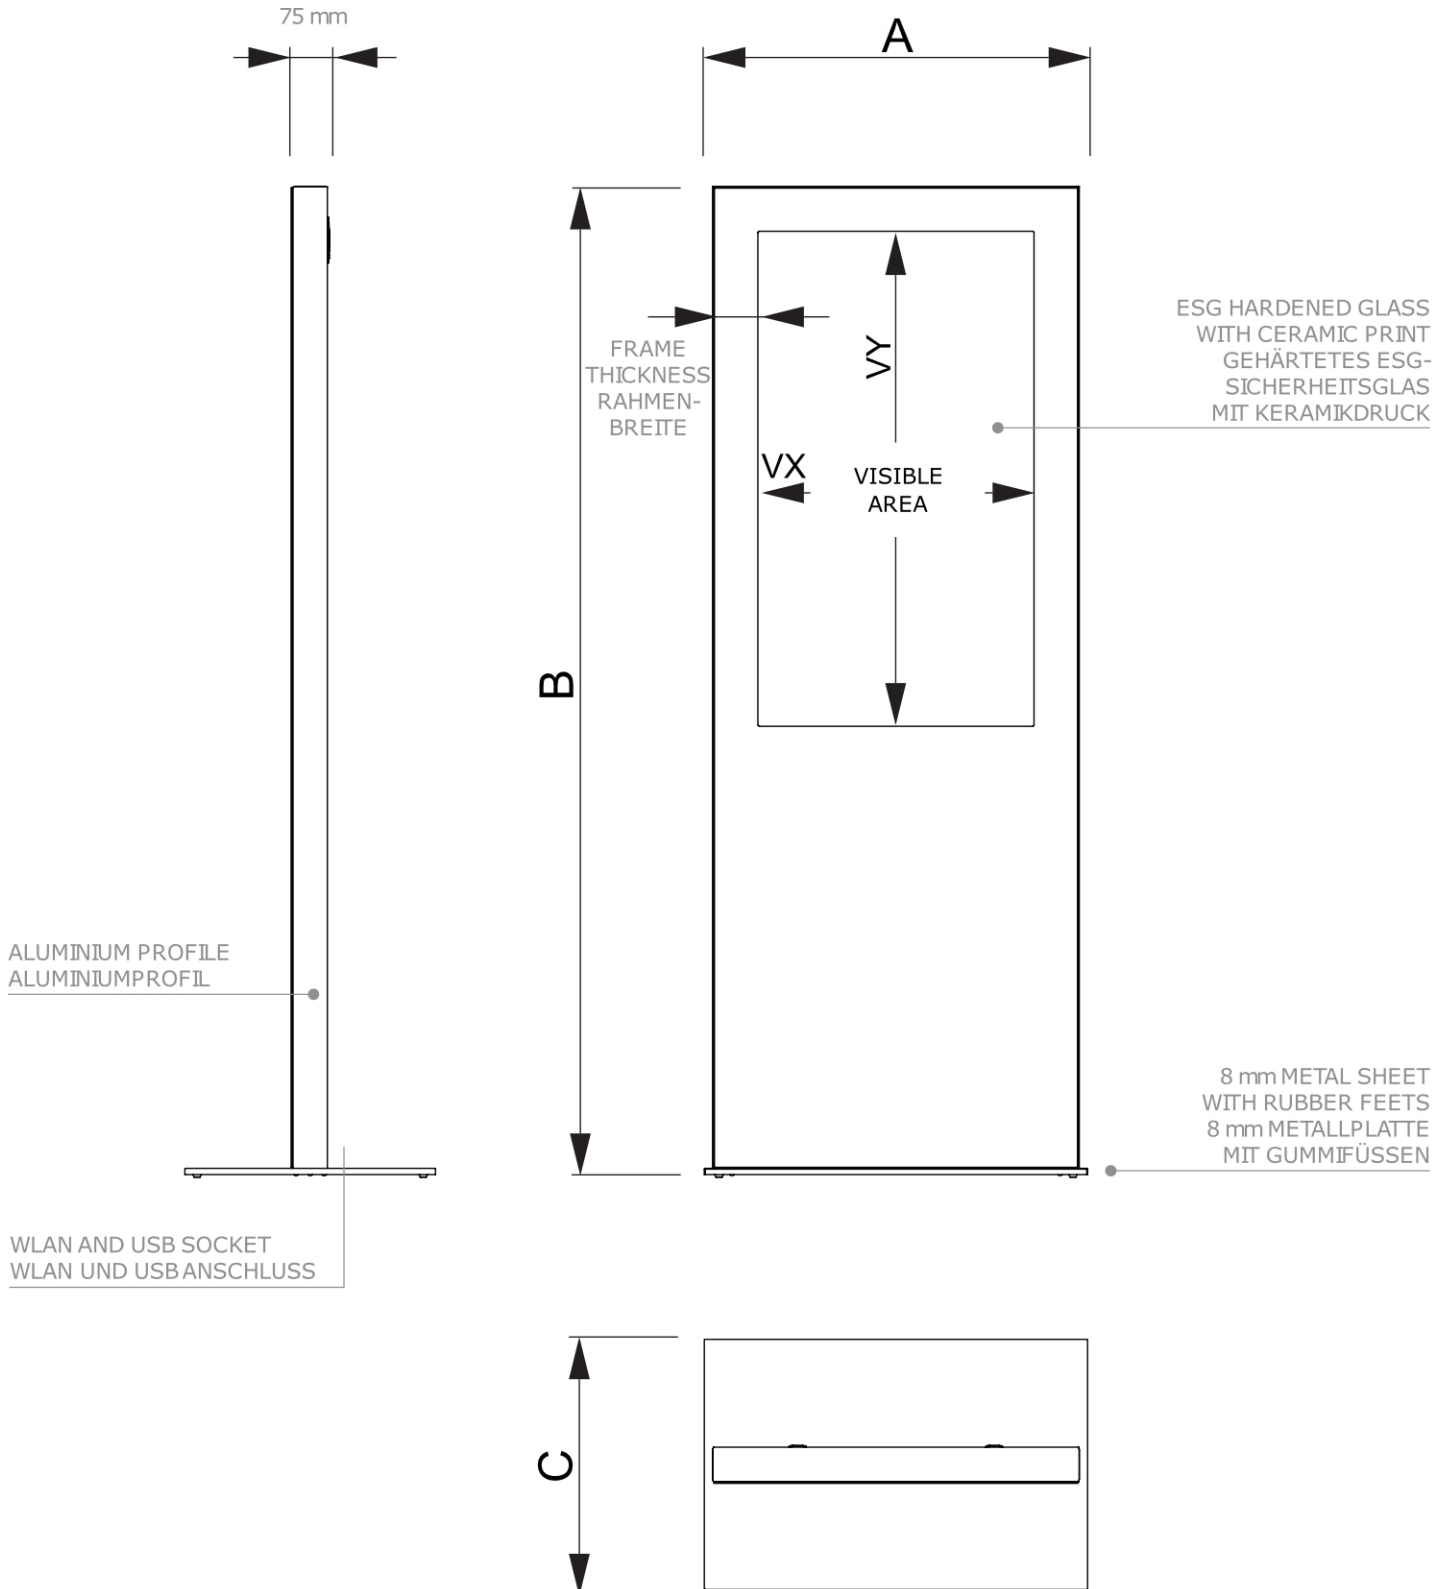 75 mm
A
ESG HARDENED GLASS
WITH CERAMIC PRINT
GEHÄRTETES ESG-
SICHERHEITSGLAS
MIT KERAMIKDRUCK
FRAME
THICKNESS
RAHMEN-
BREITE
VY
VX
VISIBLE
AREA
B
ALUMINIUM PROFILE
ALUMINIUMPROFIL
8 mm METAL SHEET
WITH RUBBER FEETS
8 mm METALLPLATTE
MIT GUMMIFÜSSEN
WLAN AND USB SOCKET
WLAN UND USB ANSCHLUSS
C